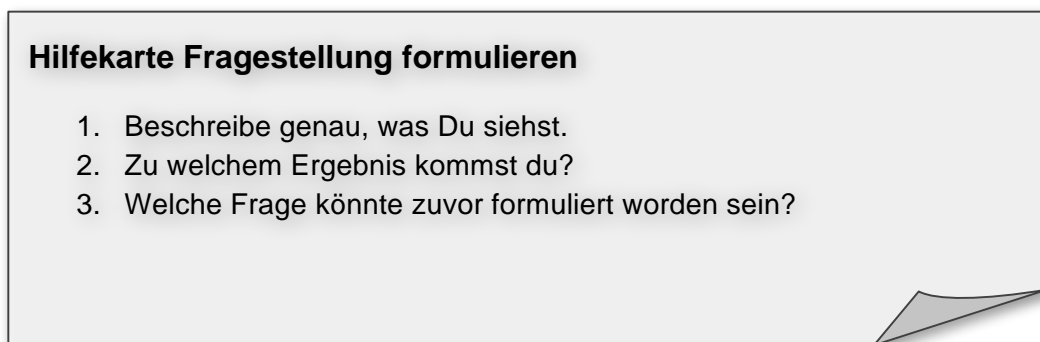 Hilfekarte Fragestellung formulieren
1. Beschreibe genau, was Du siehst.
2. Zu welchem Ergebnis kommst du?
3. Welche Frage könnte zuvor formuliert worden sein?